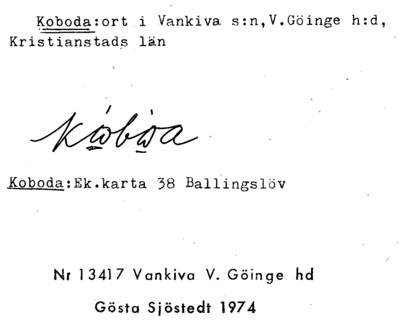 Koboda:ort i Vankiva s:n,V.Göinge h:d,
Kristianstads län
kòbòa
Koboda:Ek.karta 38 Ballingslöv
Nr 13417 Vankiva V. Göinge hd
Gösta Sjöstedt 1974